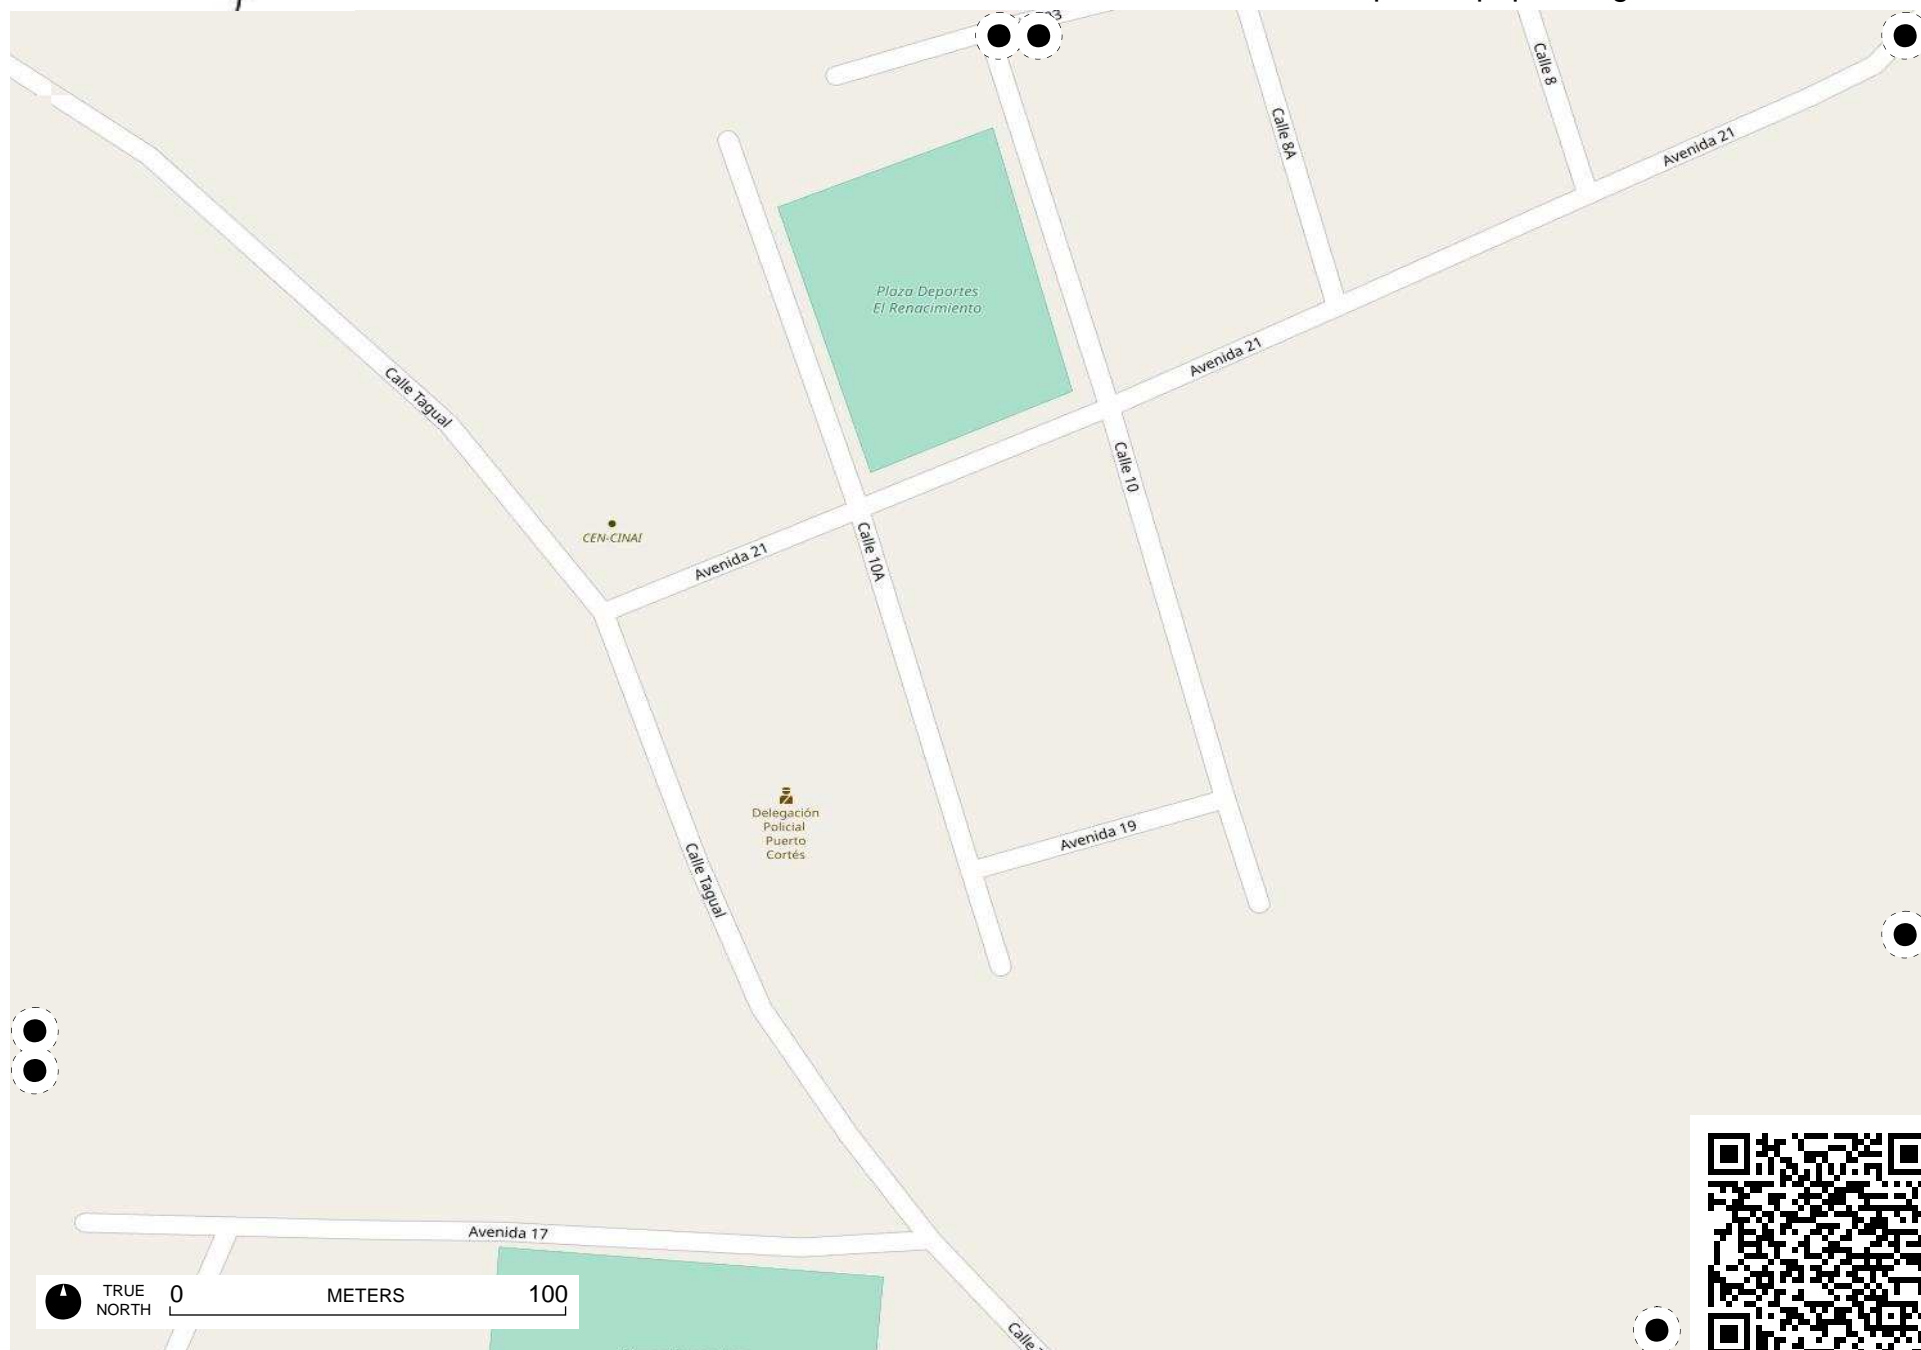 Calle 8
Calle 8A
Avenida 21
Plaza Deportes
El Renacimiento
Avenida 21
Calle Tagual
Calle 10
CEN-CINAI
Avenida 21
Calle 10A
Delegación
Policial
Puerto
Cortés
Avenida 19
Calle Tagual
Avenida 17
TRUE
NORTH
0
METERS
100
Calle